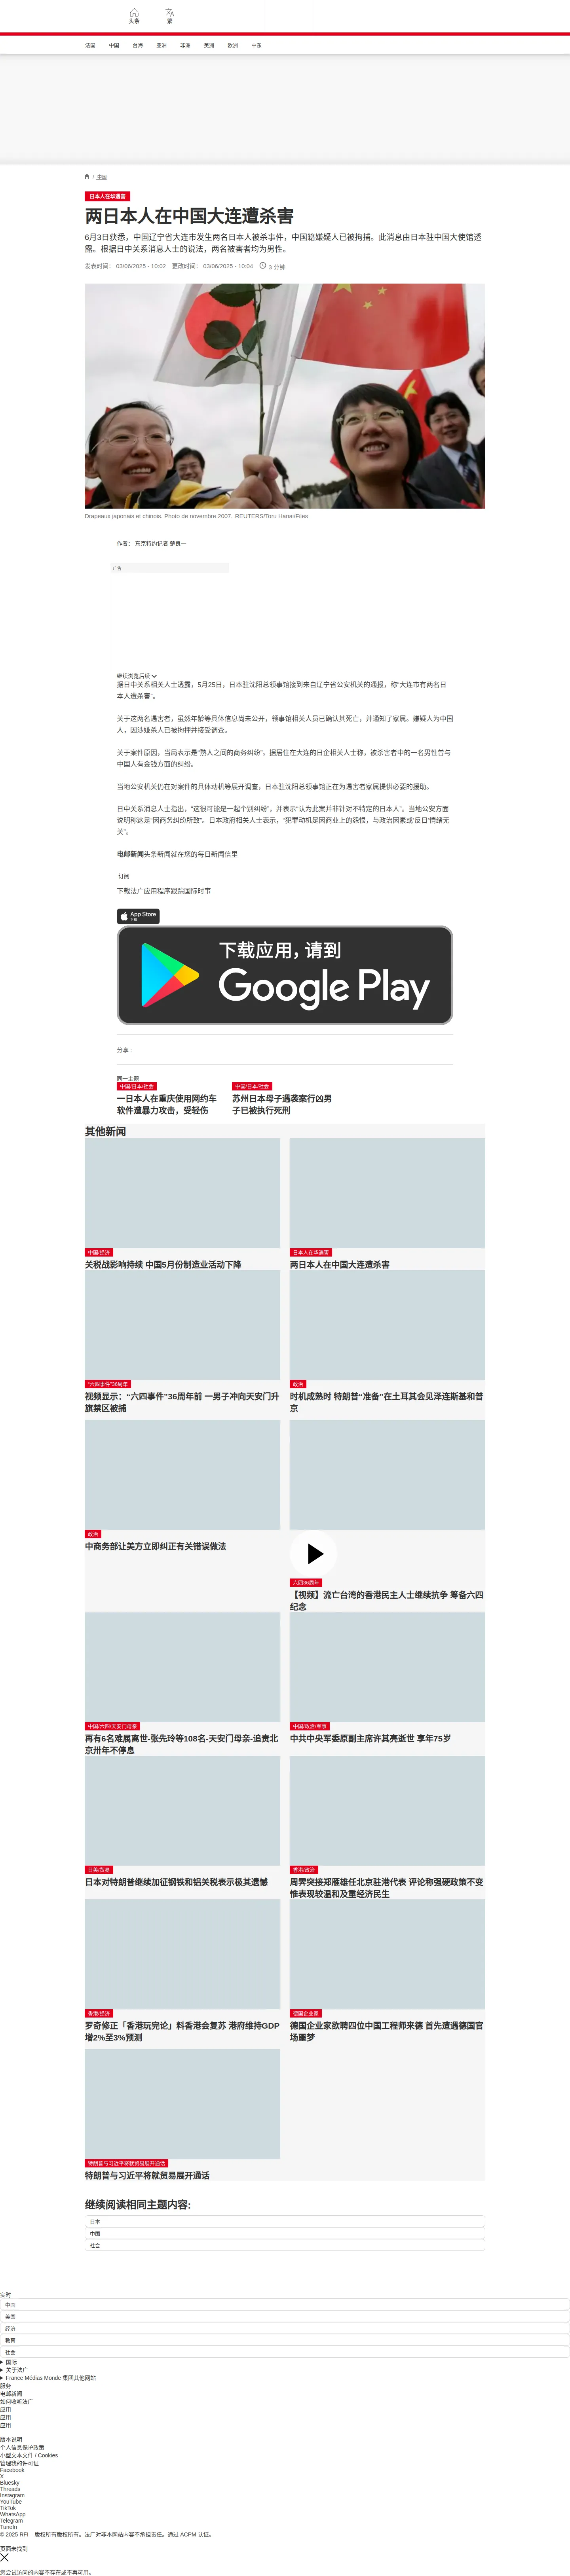 头条
繁
法国 中国 台海 亚洲 非洲 美洲 欧洲 中东
/ 中国
日本人在华遇害
两日本人在中国大连遭杀害
6月3日获悉，中国辽宁省大连市发生两名日本人被杀事件，中国籍嫌疑人已被拘捕。此消息由日本驻中国大使馆透
露。根据日中关系消息人士的说法，两名被害者均为男性。
发表时间： 03/06/2025 - 10:02 更改时间： 03/06/2025 - 10:04 3 分钟
Drapeaux japonais et chinois. Photo de novembre 2007. REUTERS/Toru Hanai/Files
作者： 东京特约记者 楚良一
广告
继续浏览后续
据日中关系相关人士透露，5月25日，日本驻沈阳总领事馆接到来自辽宁省公安机关的通报，称“大连市有两名日
本人遭杀害”。
关于这两名遇害者，虽然年龄等具体信息尚未公开，领事馆相关人员已确认其死亡，并通知了家属。嫌疑人为中国
人，因涉嫌杀人已被拘押并接受调查。
关于案件原因，当局表示是“熟人之间的商务纠纷”。据居住在大连的日企相关人士称，被杀害者中的一名男性曾与
中国人有金钱方面的纠纷。
当地公安机关仍在对案件的具体动机等展开调查，日本驻沈阳总领事馆正在为遇害者家属提供必要的援助。
日中关系消息人士指出，“这很可能是一起个别纠纷”，并表示“认为此案并非针对不特定的日本人”。当地公安方面
说明称这是“因商务纠纷所致”。日本政府相关人士表示，“犯罪动机是因商业上的怨恨，与政治因素或‘反日’情绪无
关”。
电邮新闻头条新闻就在您的每日新闻信里
订阅
下载法广应用程序跟踪国际时事
App Store
下载
下载应用，请到
Google Play
分享 :
同一主题
中国/日本/社会
一日本人在重庆使用网约车
软件遭暴力攻击，受轻伤
中国/日本/社会
苏州日本母子遇袭案行凶男
子已被执行死刑
其他新闻
中国/经济
关税战影响持续 中国5月份制造业活动下降
日本人在华遇害
两日本人在中国大连遭杀害
“六四事件”36周年
视频显示：“六四事件”36周年前 一男子冲向天安门升
旗禁区被捕
政治
时机成熟时 特朗普“准备”在土耳其会见泽连斯基和普
京
政治
中商务部让美方立即纠正有关错误做法
六四36周年
【视频】流亡台湾的香港民主人士继续抗争 筹备六四
纪念
中国/六四/天安门母亲
再有6名难属离世-张先玲等108名-天安门母亲-追责北
京卅年不停息
中国/政治/军事
中共中央军委原副主席许其亮逝世 享年75岁
日美/贸易
日本对特朗普继续加征钢铁和铝关税表示极其遗憾
香港/政治
周霁突接郑雁雄任北京驻港代表 评论称强硬政策不变
惟表现较温和及重经济民生
香港/经济
罗奇修正「香港玩完论」料香港会复苏 港府维持GDP
增2%至3%预测
德国企业家
德国企业家欲聘四位中国工程师来德 首先遭遇德国官
场噩梦
特朗普与习近平将就贸易展开通话
特朗普与习近平将就贸易展开通话
继续阅读相同主题内容:
日本
中国
社会
实时
中国
美国
经济
教育
社会
国际
关于法广
France Médias Monde 集团其他网站
服务
电邮新闻
如何收听法广
应用
应用
应用
版本说明
个人信息保护政策
小型文本文件 / Cookies
管理我的许可证
Facebook
X
Bluesky
Threads
Instagram
YouTube
TikTok
WhatsApp
Telegram
TuneIn
© 2025 RFI – 版权所有版权所有。法广对非本网站内容不承担责任。通过 ACPM 认证。
页面未找到
您尝试访问的内容不存在或不再可用。